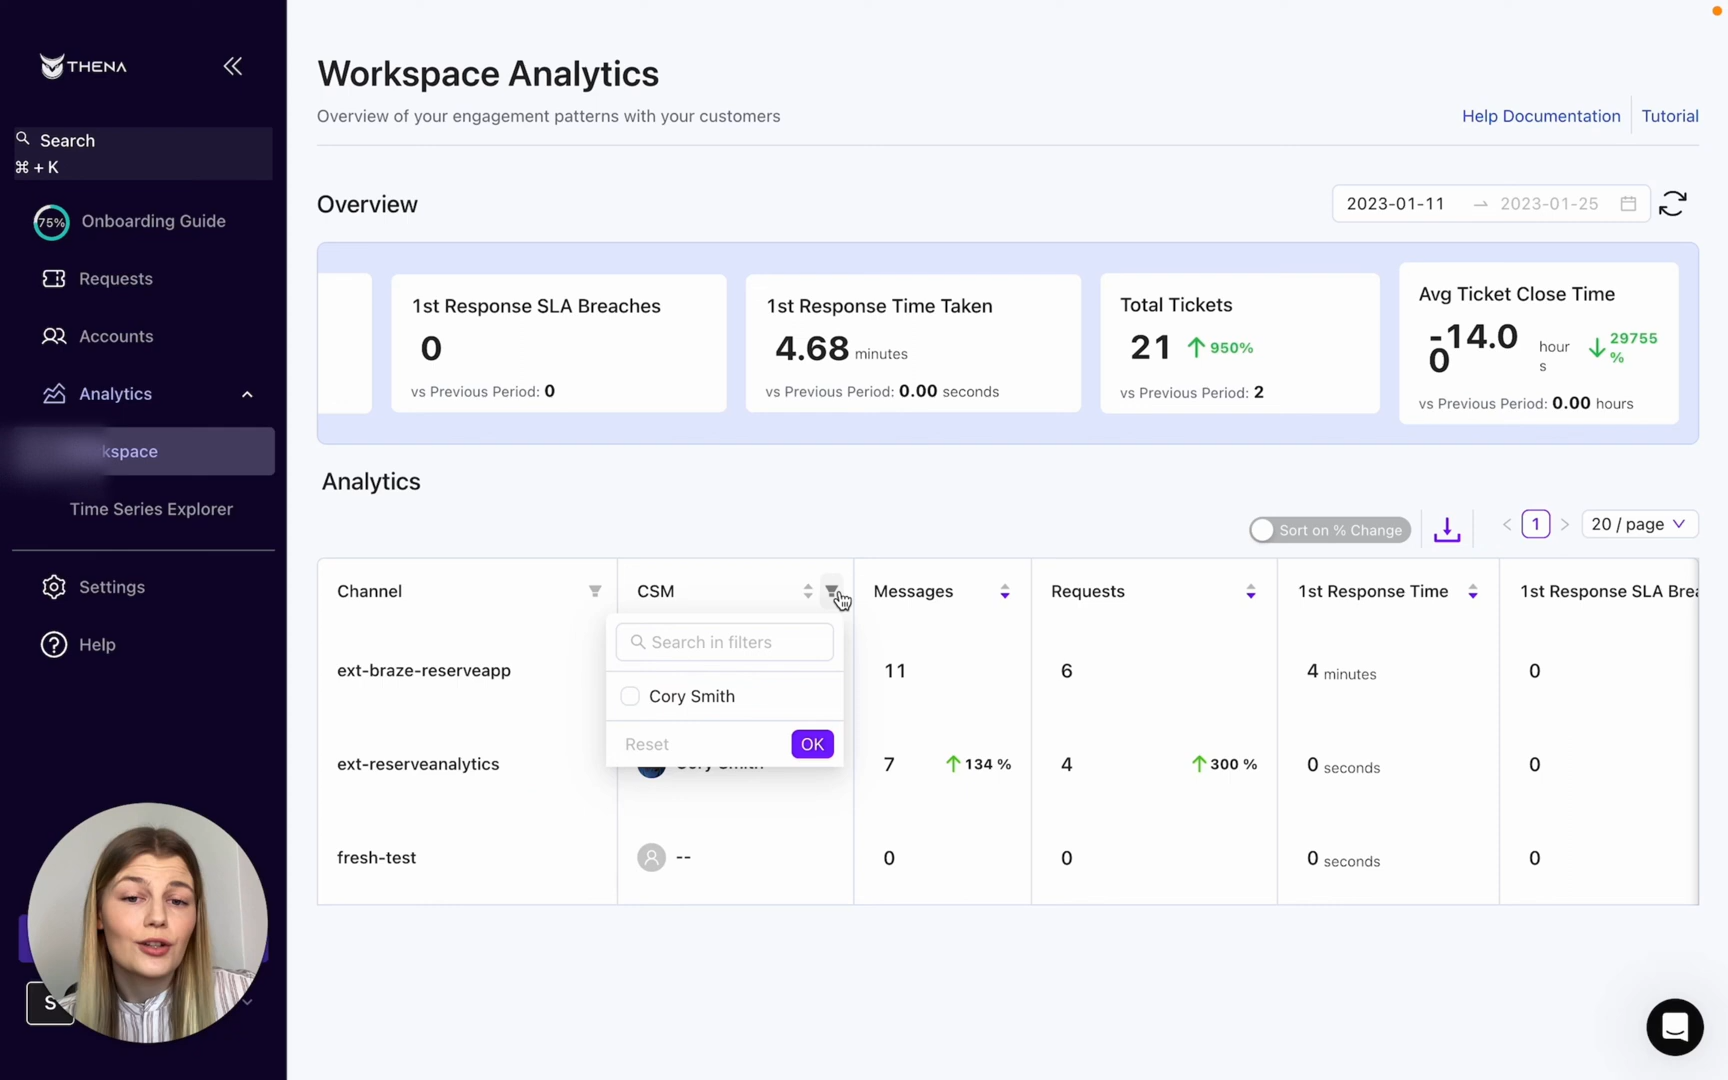 THENA
Search
⌘ + K
75%
Onboarding Guide
Requests
Accounts
Analytics
kspace
Time Series Explorer
Settings
Help
S
Workspace Analytics
Overview of your engagement patterns with your customers
Help Documentation
Tutorial
Overview
2023-01-11 → 2023-01-25
1st Response SLA Breaches
0
vs Previous Period: 0
1st Response Time Taken
4.68 minutes
vs Previous Period: 0.00 seconds
Total Tickets
21 ↑ 950%
vs Previous Period: 2
Avg Ticket Close Time
-14.0
0
hour
s
↓ 29755
%
vs Previous Period: 0.00 hours
Analytics
Sort on % Change
< 1 > 20 / page
Channel CSM Messages Requests 1st Response Time 1st Response SLA Brea
Search in filters
Cory Smith
Reset OK
ext-braze-reserveapp 11 6 4 minutes 0
ext-reserveanalytics 7 ↑ 134 % 4 ↑ 300 % 0 seconds 0
fresh-test -- 0 0 0 seconds 0